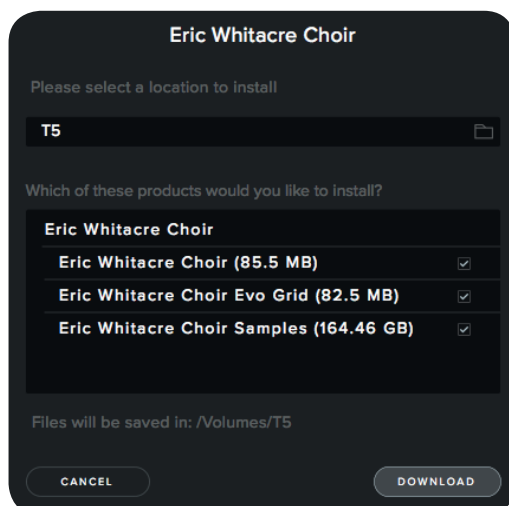 Eric Whitacre Choir
Please select a location to install
T5
Which of these products would you like to install?
Eric Whitacre Choir
Eric Whitacre Choir (85.5 MB)
Eric Whitacre Choir Evo Grid (82.5 MB)
Eric Whitacre Choir Samples (164.46 GB)
Files will be saved in: /Volumes/T5
CANCEL DOWNLOAD